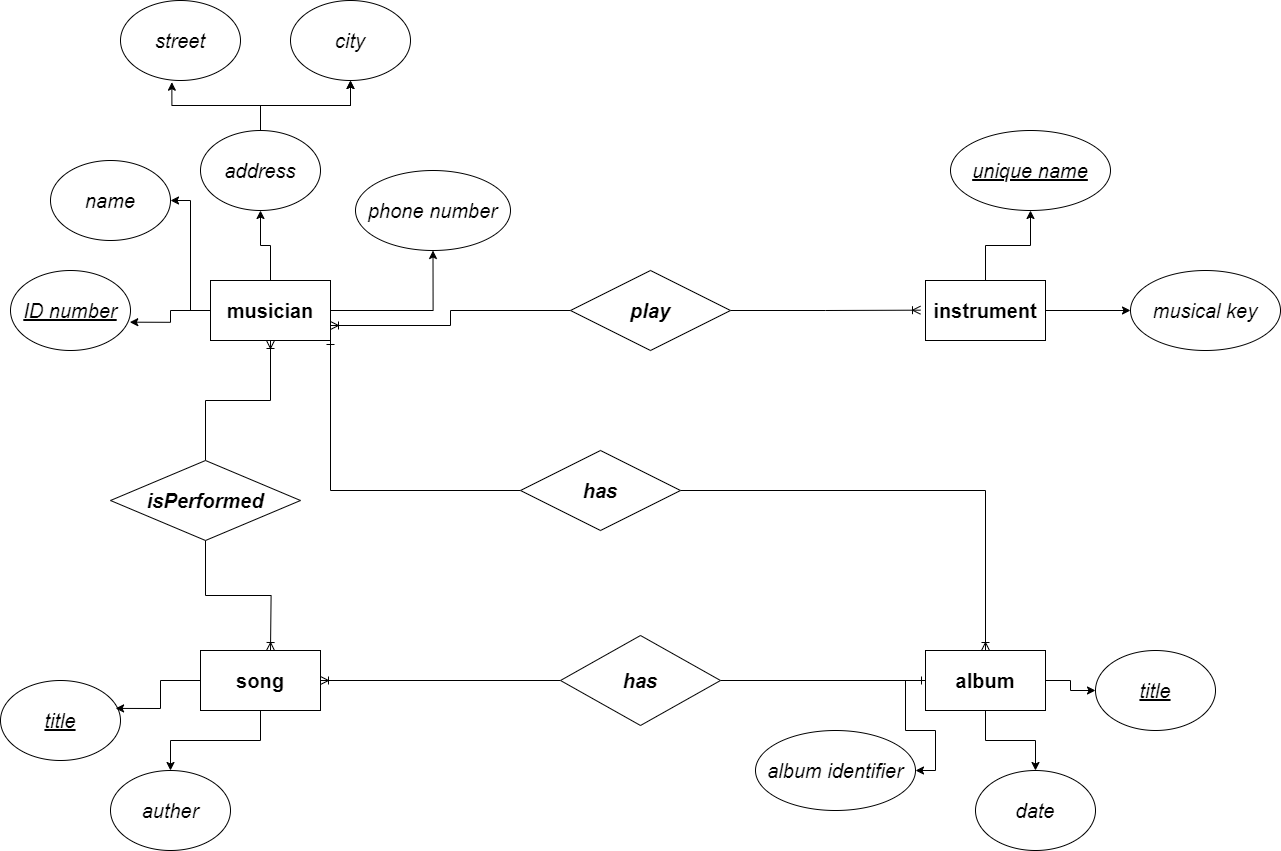 street
city
address
name
phone number
unique name
ID number
musician
play
instrument
musical key
isPerformed
has
song
has
album
title
title
album identifier
auther
date